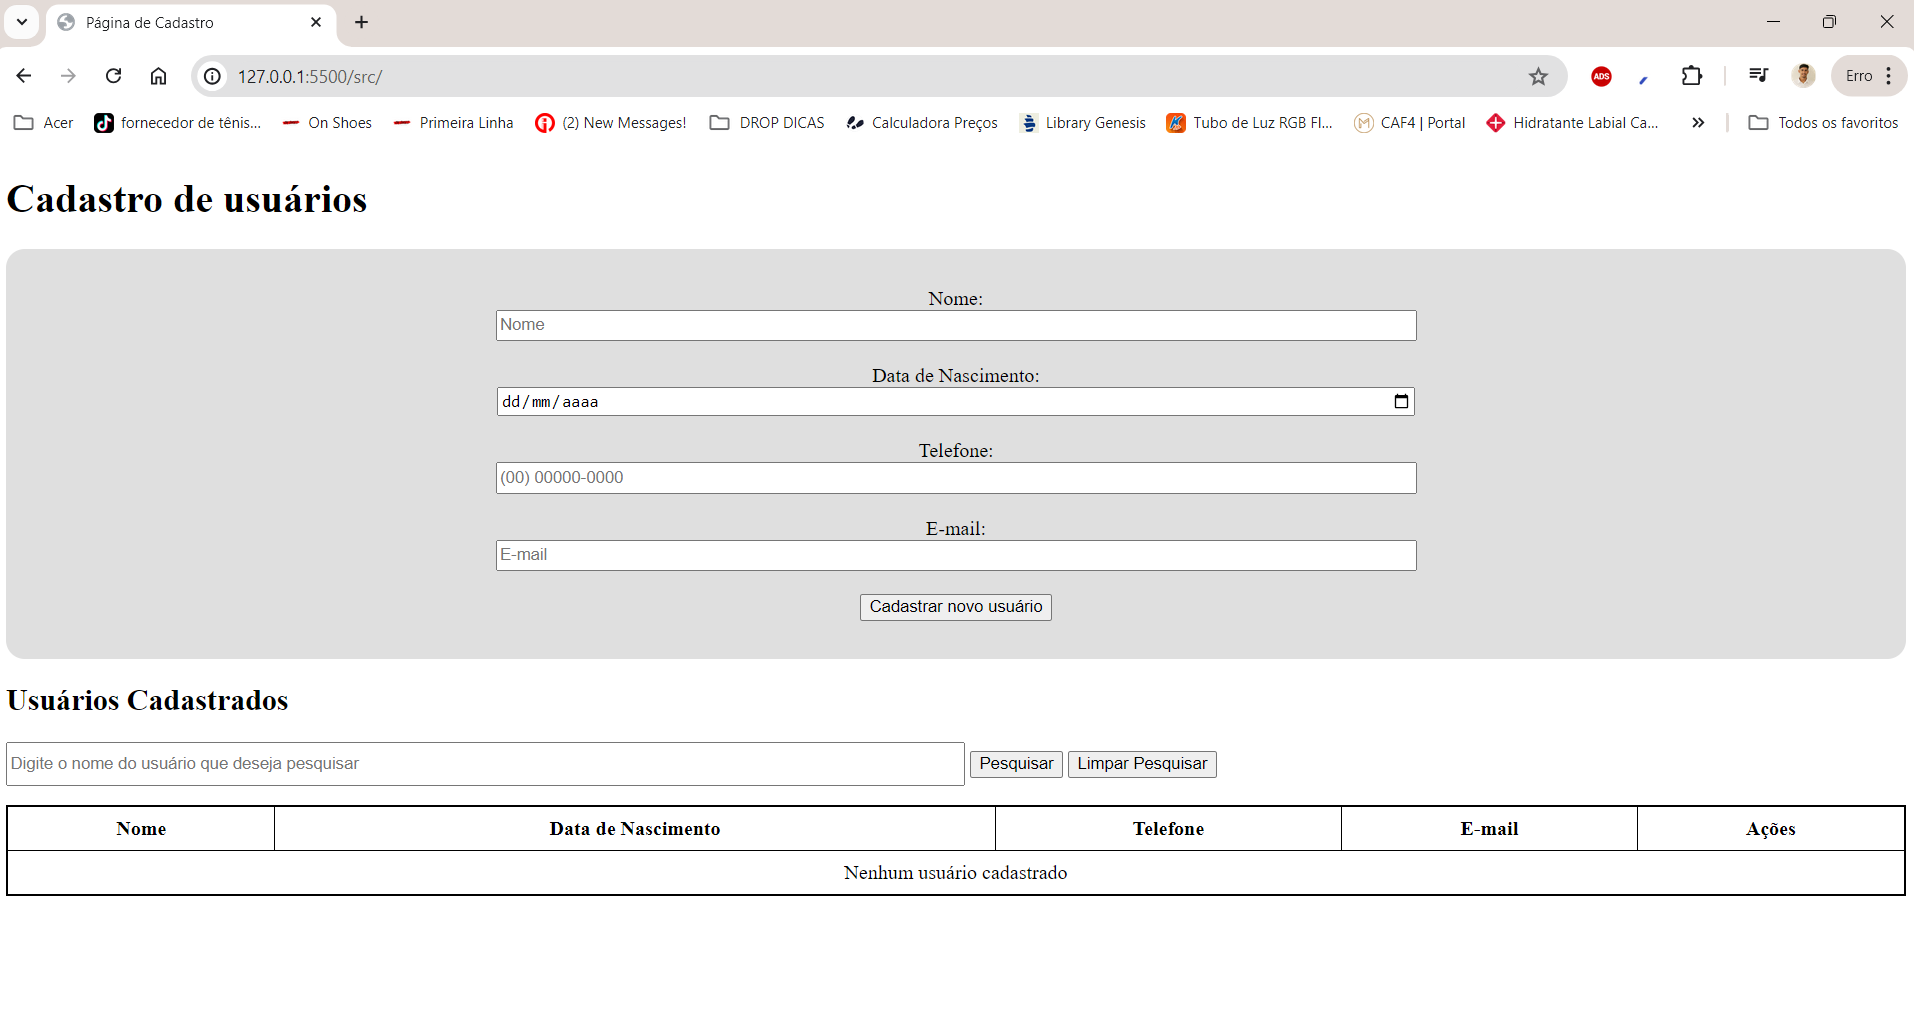 Página de Cadastro
127.0.0.1:5500/src/
ADS
Erro
Acer fornecedor de tênis... On Shoes Primeira Linha (2) New Messages! DROP DICAS Calculadora Preços Library Genesis Tubo de Luz RGB Fl... CAF4 | Portal Hidratante Labial Ca... Todos os favoritos
Cadastro de usuários
Nome:
Nome
Data de Nascimento:
dd/mm/aaaa
Telefone:
(00) 00000-0000
E-mail:
E-mail
Cadastrar novo usuário
Usuários Cadastrados
Digite o nome do usuário que deseja pesquisar Pesquisar Limpar Pesquisar
Nome Data de Nascimento Telefone E-mail Ações
Nenhum usuário cadastrado